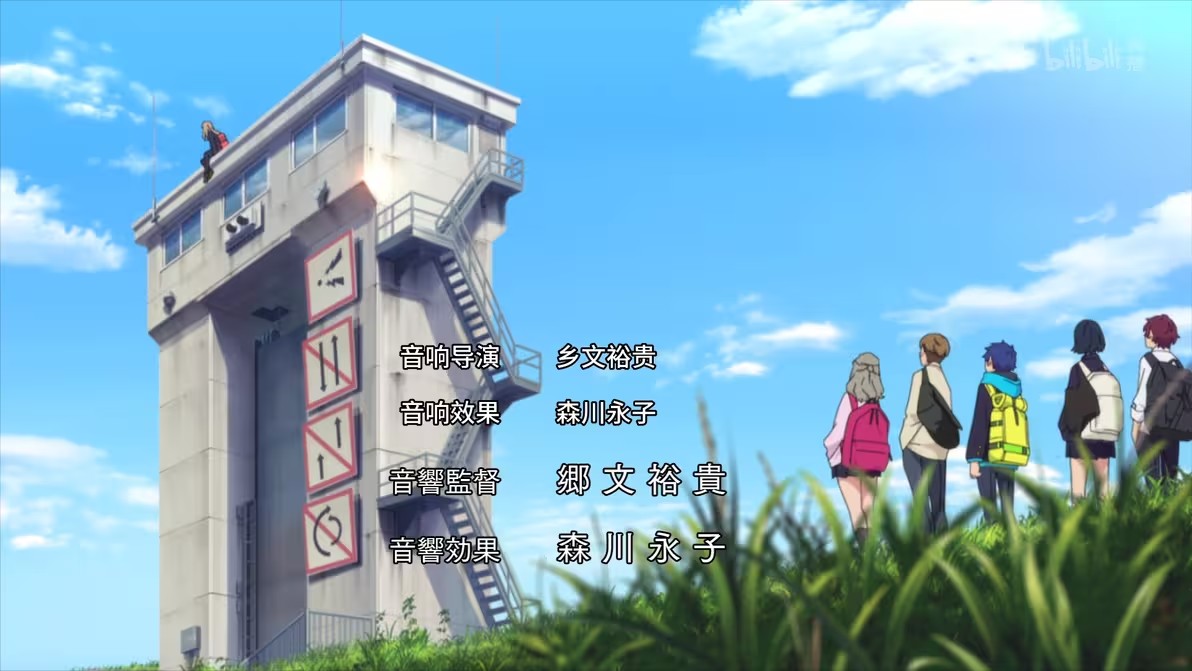 bilibili
音响导演 乡文裕贵
音响效果 森川永子
音響監督 郷文裕貴
音響効果 森川永子